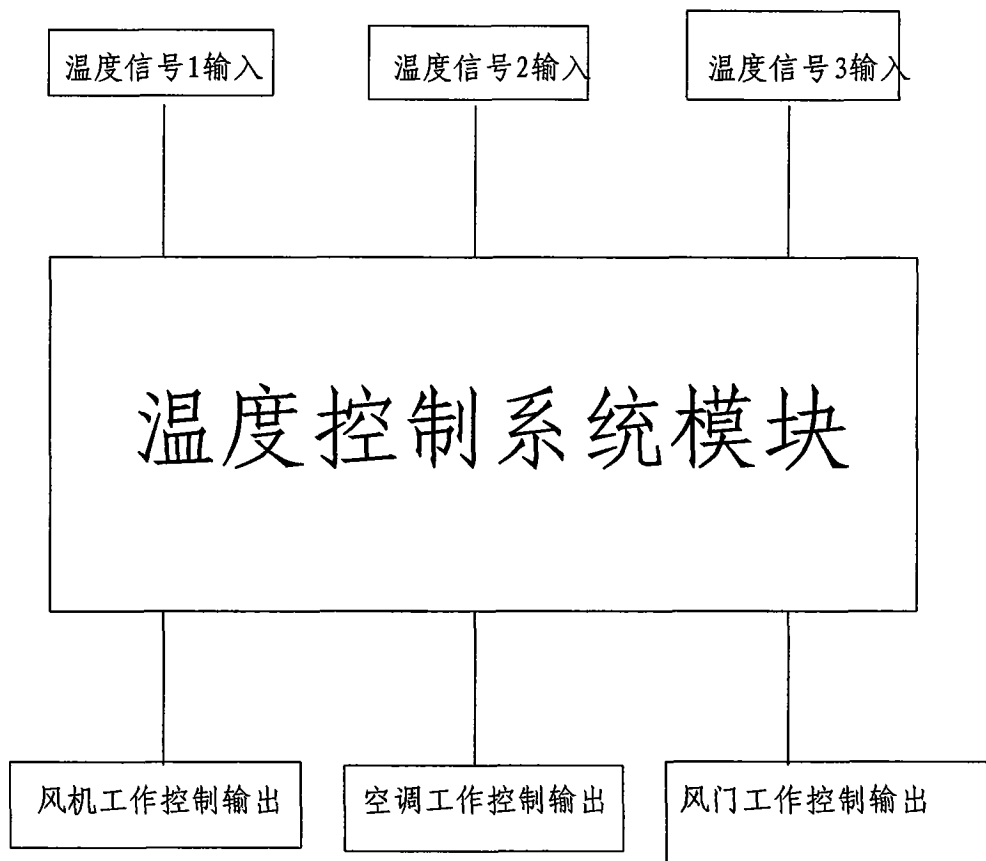 温度信号1输入
温度信号2输入
温度信号3输入
温度控制系统模块
风机工作控制输出
空调工作控制输出
风门工作控制输出